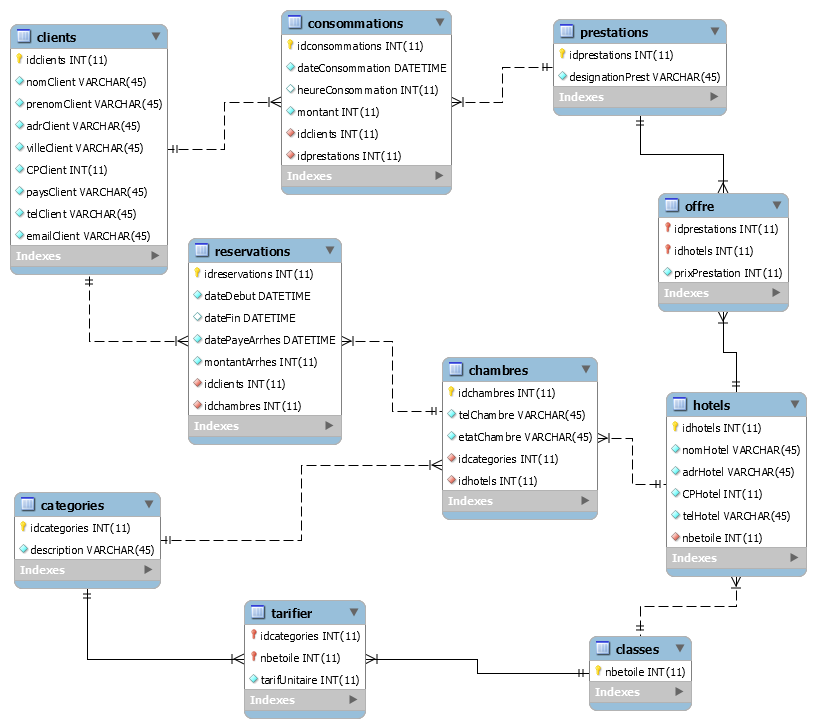 clients
idclients INT(11)
nomClient VARCHAR(45)
prenomClient VARCHAR(45)
adrClient VARCHAR(45)
villeClient VARCHAR(45)
CPClient INT(11)
paysClient VARCHAR(45)
telClient VARCHAR(45)
emailClient VARCHAR(45)
Indexes
consommations
idconsommations INT(11)
dateConsommation DATETIME
heureConsommation INT(11)
montant INT(11)
idclients INT(11)
idprestations INT(11)
Indexes
prestations
idprestations INT(11)
designationPrest VARCHAR(45)
Indexes
offre
idprestations INT(11)
idhotels INT(11)
prixPrestation INT(11)
Indexes
reservations
idreservations INT(11)
dateDebut DATETIME
dateFin DATETIME
datePayeArrhes DATETIME
montantArrhes INT(11)
idclients INT(11)
idchambres INT(11)
Indexes
chambres
idchambres INT(11)
telChambre VARCHAR(45)
etatChambre VARCHAR(45)
idcategories INT(11)
idhotels INT(11)
Indexes
hotels
idhotels INT(11)
nomHotel VARCHAR(45)
adrHotel VARCHAR(45)
CPHotel INT(11)
telHotel VARCHAR(45)
nbetoile INT(11)
Indexes
categories
idcategories INT(11)
description VARCHAR(45)
Indexes
tarifier
idcategories INT(11)
nbetoile INT(11)
tarifUnitaire INT(11)
Indexes
classes
nbetoile INT(11)
Indexes